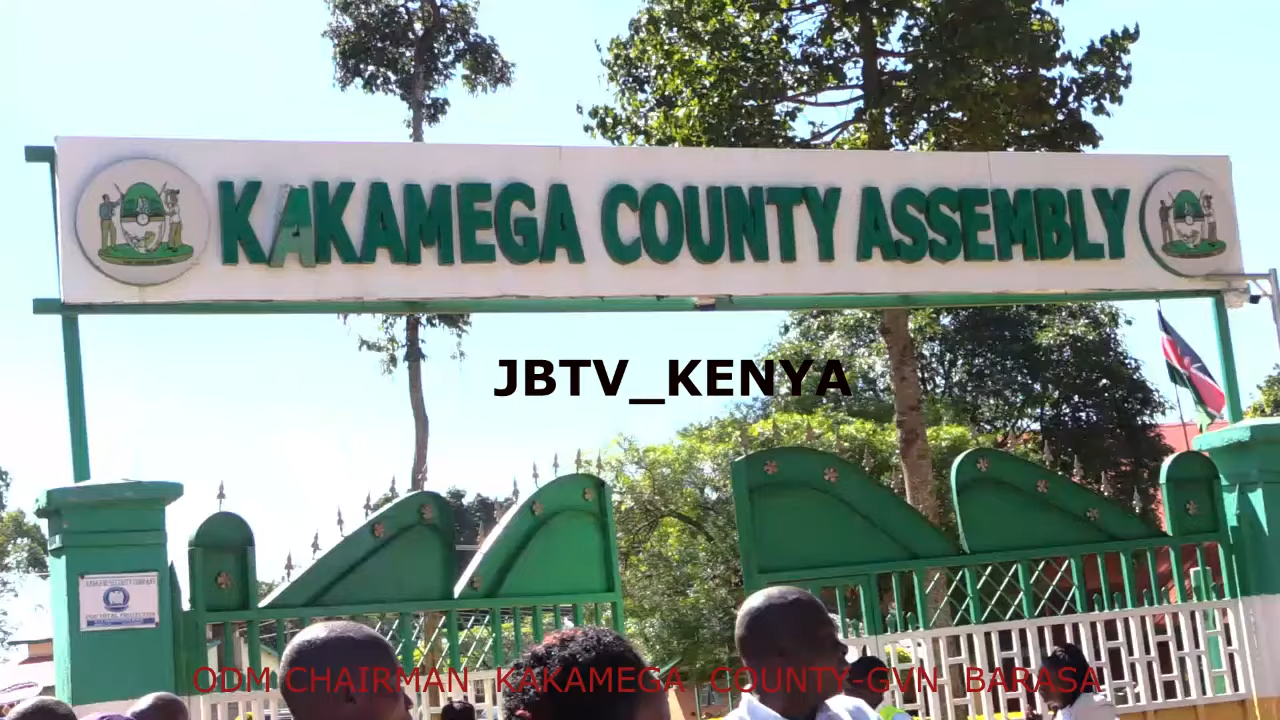 KAKAMEGA COUNTY ASSEMBLY
JBTV_KENYA
ODM CHAIRMAN KAKAMEGA COUNTY-GVN BARASA